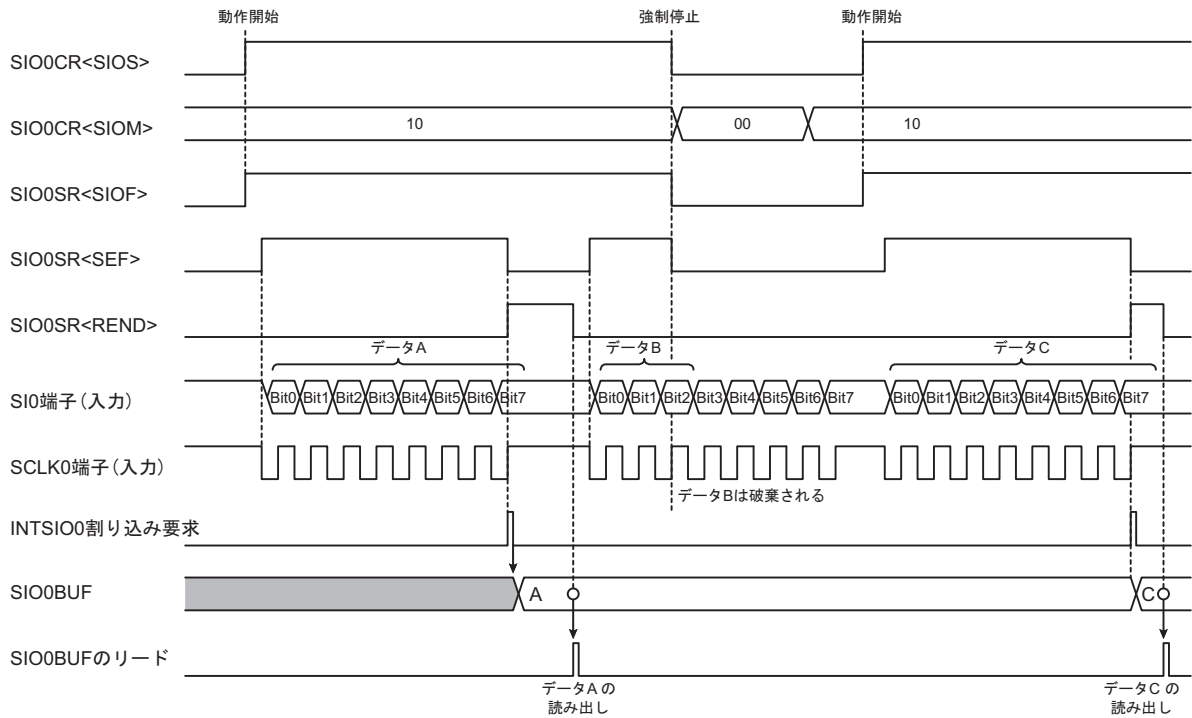 動作開始 強制停止 動作開始
SIO0CR<SIOS>
SIO0CR<SIOM> 10 00 10
SIO0SR<SIOF>
SIO0SR<SEF>
SIO0SR<REND>
データA データB データC
SI0端子(入力) Bit0 Bit1 Bit2 Bit3 Bit4 Bit5 Bit6 Bit7 Bit0 Bit1 Bit2 Bit3 Bit4 Bit5 Bit6 Bit7 Bit0 Bit1 Bit2 Bit3 Bit4 Bit5 Bit6 Bit7
SCLK0端子(入力)
データBは破棄される
INTSIO0割り込み要求
SIO0BUF A C
SIO0BUFのリード
データA の 読み出し
データC の 読み出し